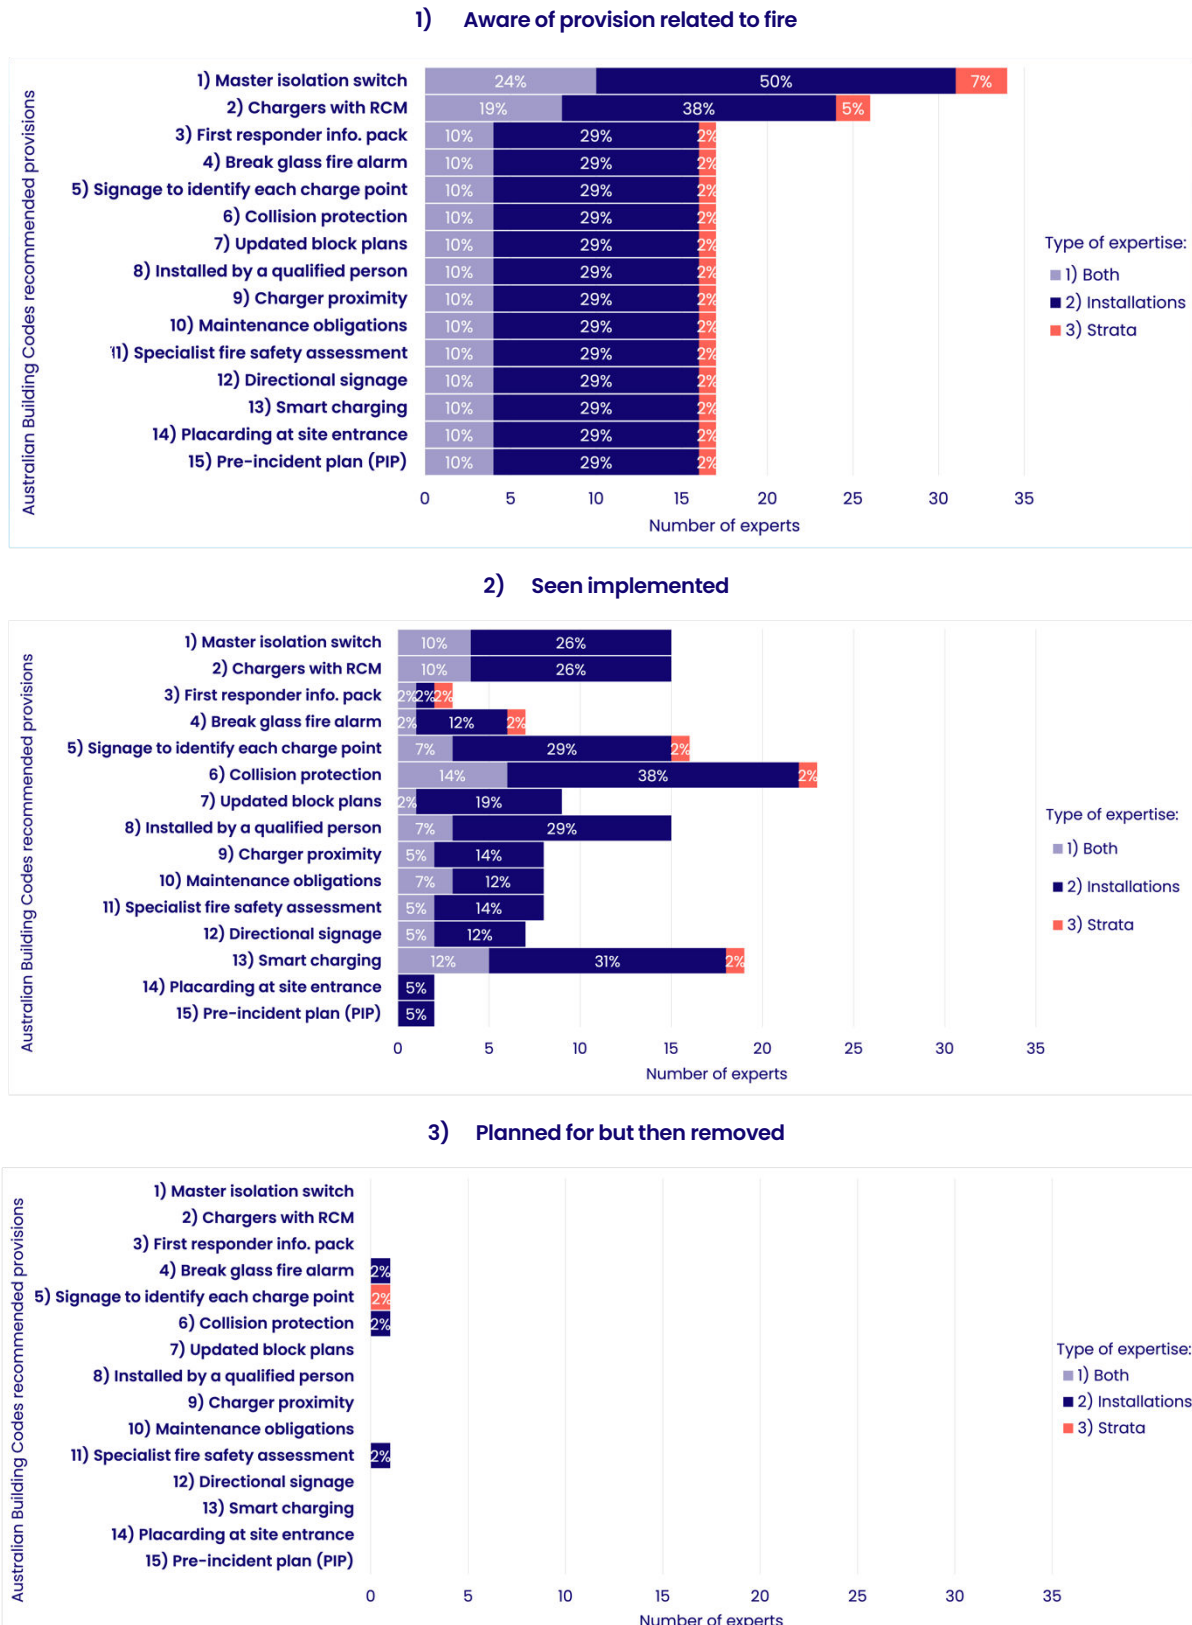 1) Aware of provision related to fire
Australian Building Codes recommended provisions
1) Master isolation switch 24% 50% 7%
2) Chargers with RCM 19% 38% 5%
3) First responder info. pack 10% 29% 2%
4) Break glass fire alarm 10% 29% 2%
5) Signage to identify each charge point 10% 29% 2%
6) Collision protection 10% 29% 2%
7) Updated block plans 10% 29% 2%
8) Installed by a qualified person 10% 29% 2%
9) Charger proximity 10% 29% 2%
10) Maintenance obligations 10% 29% 2%
11) Specialist fire safety assessment 10% 29% 2%
12) Directional signage 10% 29% 2%
13) Smart charging 10% 29% 2%
14) Placarding at site entrance 10% 29% 2%
15) Pre-incident plan (PIP) 10% 29% 2%
0 5 10 15 20 25 30 35
Number of experts
Type of expertise:
1) Both
2) Installations
3) Strata
2) Seen implemented
Australian Building Codes recommended provisions
1) Master isolation switch 10% 26%
2) Chargers with RCM 10% 26%
3) First responder info. pack 2% 2% 2%
4) Break glass fire alarm 2% 12% 2%
5) Signage to identify each charge point 7% 29% 2%
6) Collision protection 14% 38% 2%
7) Updated block plans 2% 19%
8) Installed by a qualified person 7% 29%
9) Charger proximity 5% 14%
10) Maintenance obligations 7% 12%
11) Specialist fire safety assessment 5% 14%
12) Directional signage 5% 12%
13) Smart charging 12% 31% 2%
14) Placarding at site entrance 5%
15) Pre-incident plan (PIP) 5%
0 5 10 15 20 25 30 35
Number of experts
Type of expertise:
1) Both
2) Installations
3) Strata
3) Planned for but then removed
Australian Building Codes recommended provisions
1) Master isolation switch
2) Chargers with RCM
3) First responder info. pack
4) Break glass fire alarm 2%
5) Signage to identify each charge point 2%
6) Collision protection 2%
7) Updated block plans
8) Installed by a qualified person
9) Charger proximity
10) Maintenance obligations
11) Specialist fire safety assessment 2%
12) Directional signage
13) Smart charging
14) Placarding at site entrance
15) Pre-incident plan (PIP)
0 5 10 15 20 25 30 35
Number of experts
Type of expertise:
1) Both
2) Installations
3) Strata